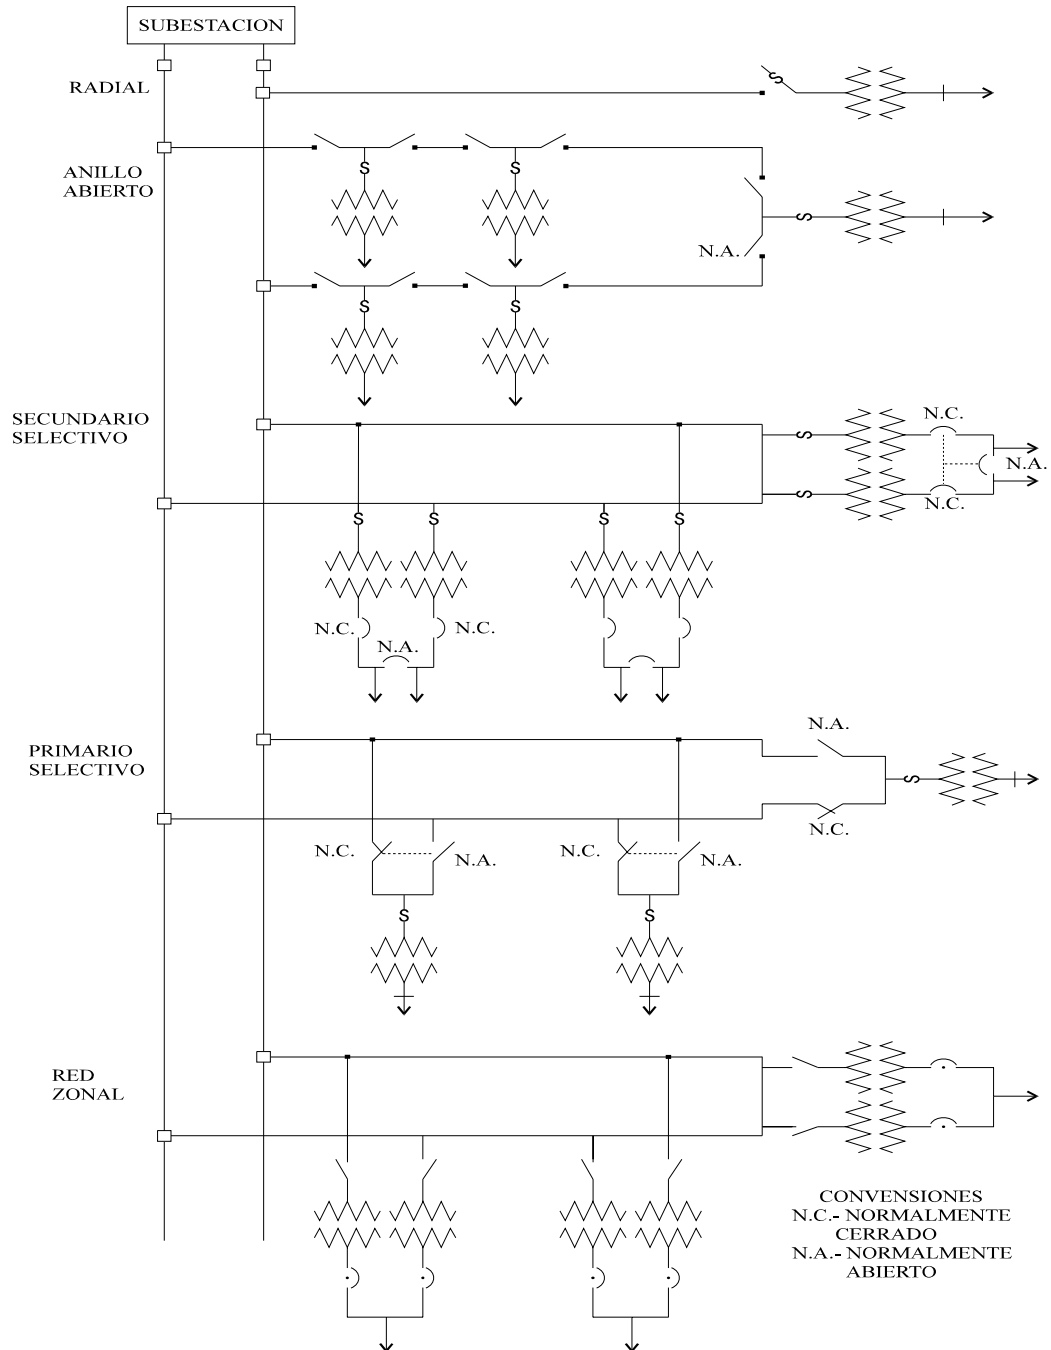 SUBESTACION
RADIAL
S
ANILLO
ABIERTO
S
S
S
N.A.
S
S
SECUNDARIO
SELECTIVO
N.C.
S
N.A.
S
N.C.
S
S
S
S
N.C.
N.C.
N.A.
PRIMARIO
SELECTIVO
N.A.
S
N.C.
N.C.
N.A.
N.C.
N.A.
S
S
RED
ZONAL
CONVENSIONES
N.C.- NORMALMENTE
CERRADO
N.A.- NORMALMENTE
ABIERTO